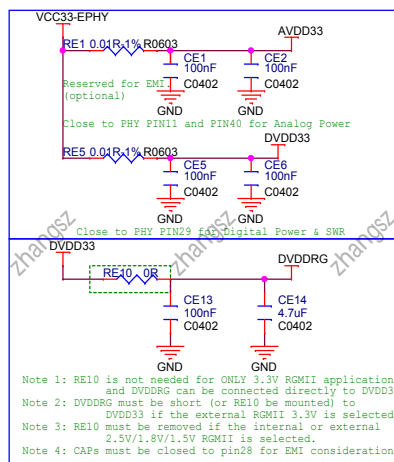 VCC33-EPHY
RE1 0.01R-1% R0603
AVDD33
CE1
100nF
C0402
CE2
100nF
C0402
Reserved for EMI
(optional)
GND
GND
Close to PHY PIN11 and PIN40 for Analog Power
DVDD33
RE5 0.01R-1% R0603
CE5
100nF
C0402
CE6
100nF
C0402
GND
GND
Close to PHY PIN29 for Digital Power & SWR
zhangsz
zhangsz
DVDD33
DVDDRG
RE10 0R
CE13
100nF
C0402
CE14
4.7uF
C0402
GND
GND
Note 1: RE10 is not needed for ONLY 3.3V RGMII application
and DVDDRG can be connected directly to DVDD3
Note 2: DVDDRG must be short (or RE10 be mounted) to
DVDD33 if the external RGMII 3.3V is selected
Note 3: RE10 must be removed if the internal or external
2.5V/1.8V/1.5V RGMII is selected.
Note 4: CAPs must be closed to pin28 for EMI consideration